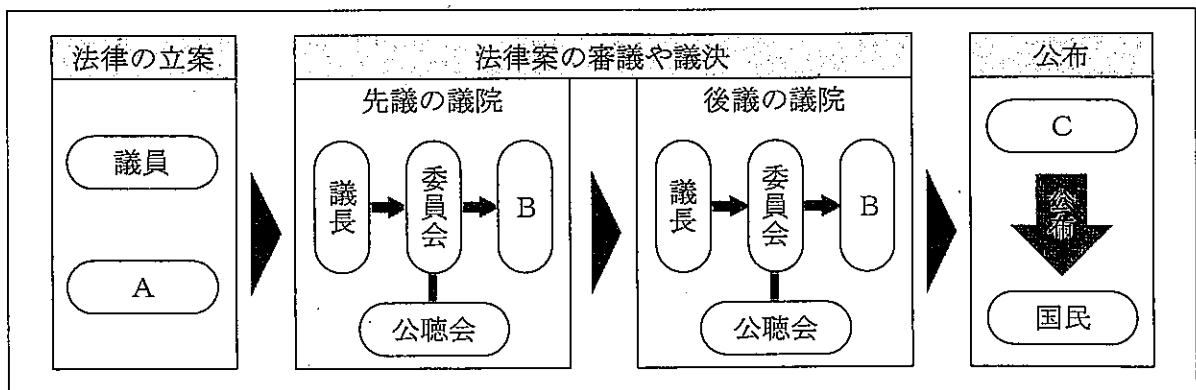 法律の立案
議員
A
法律案の審議や議決
先議の議院
議長
委員会
B
公聴会
後議の議院
議長
委員会
B
公聴会
公布
C
公布
国民